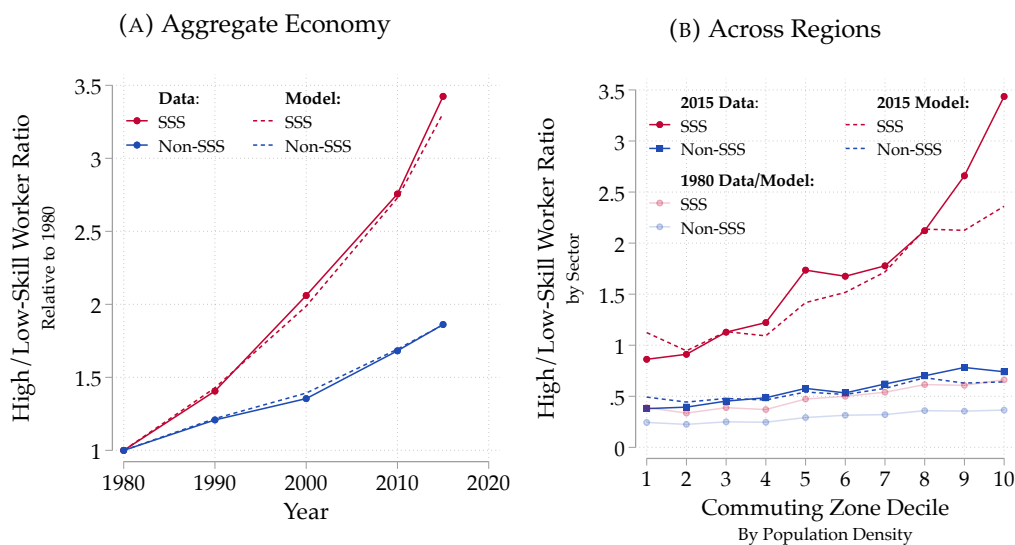 (A) Aggregate Economy
High/Low-Skill Worker Ratio
Relative to 1980
3.5
3
2.5
2
1.5
1
Data:
Model:
SSS
SSS
Non-SSS
Non-SSS
1980
1990
2000
2010
2020
Year
(B) Across Regions
High/Low-Skill Worker Ratio
by Sector
3.5
3
2.5
2
1.5
1
.5
0
2015 Data:
2015 Model:
SSS
SSS
Non-SSS
Non-SSS
1980 Data/Model:
SSS
Non-SSS
1
2
3
4
5
6
7
8
9
10
Commuting Zone Decile
By Population Density